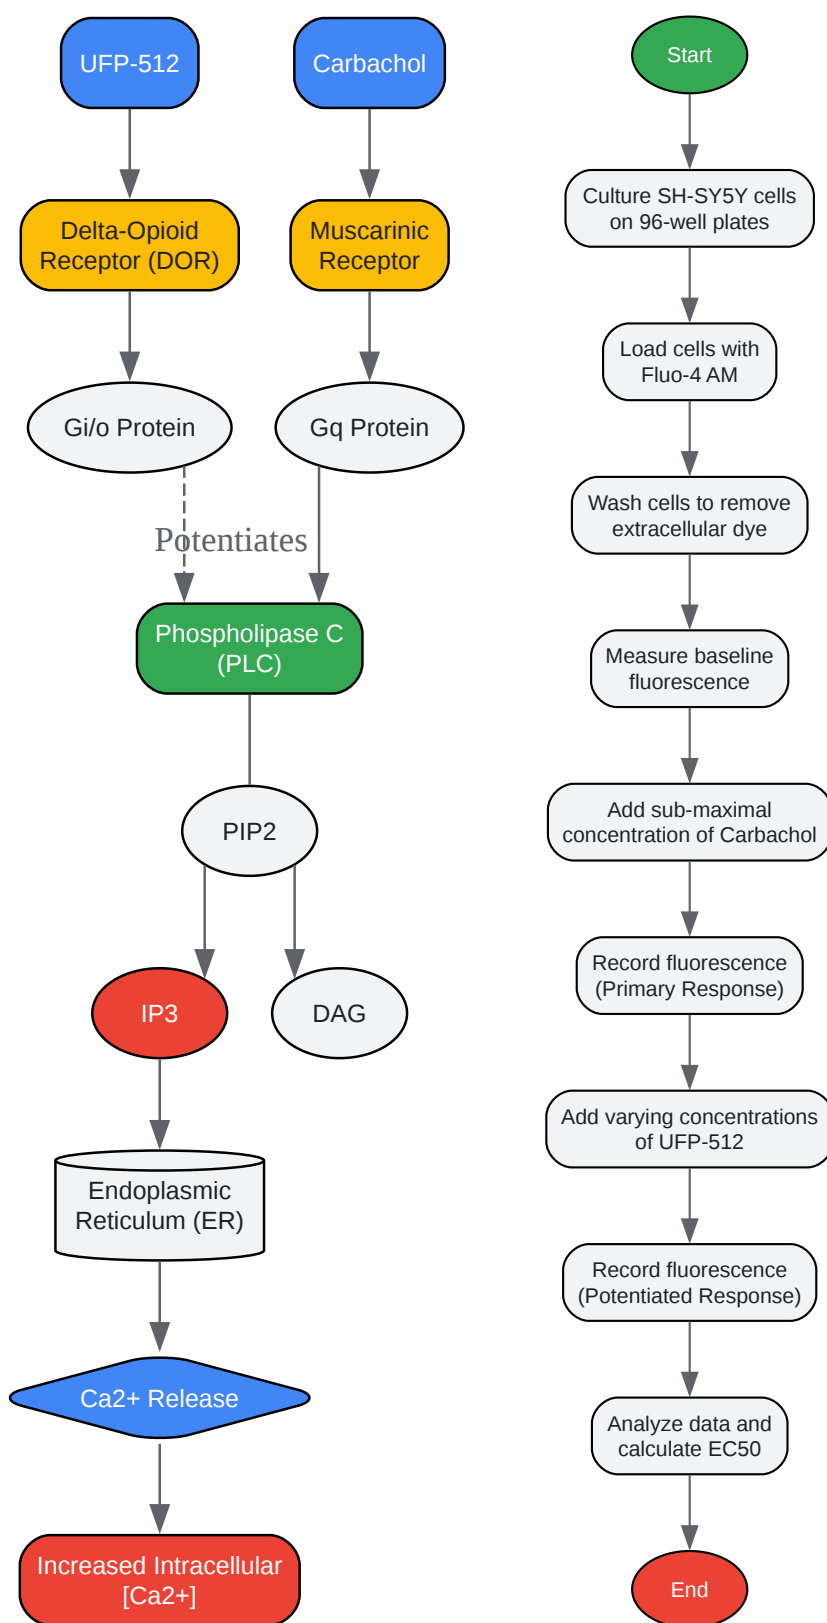 UFP-512
Carbachol
Delta-Opioid
Receptor (DOR)
Muscarinic
Receptor
Gi/o Protein
Gq Protein
Potentiates
Phospholipase C
(PLC)
PIP2
IP3
DAG
Endoplasmic
Reticulum (ER)
Ca2+ Release
Increased Intracellular
[Ca2+]
Start
Culture SH-SY5Y cells
on 96-well plates
Load cells with
Fluo-4 AM
Wash cells to remove
extracellular dye
Measure baseline
fluorescence
Add sub-maximal
concentration of Carbachol
Record fluorescence
(Primary Response)
Add varying concentrations
of UFP-512
Record fluorescence
(Potentiated Response)
Analyze data and
calculate EC50
End